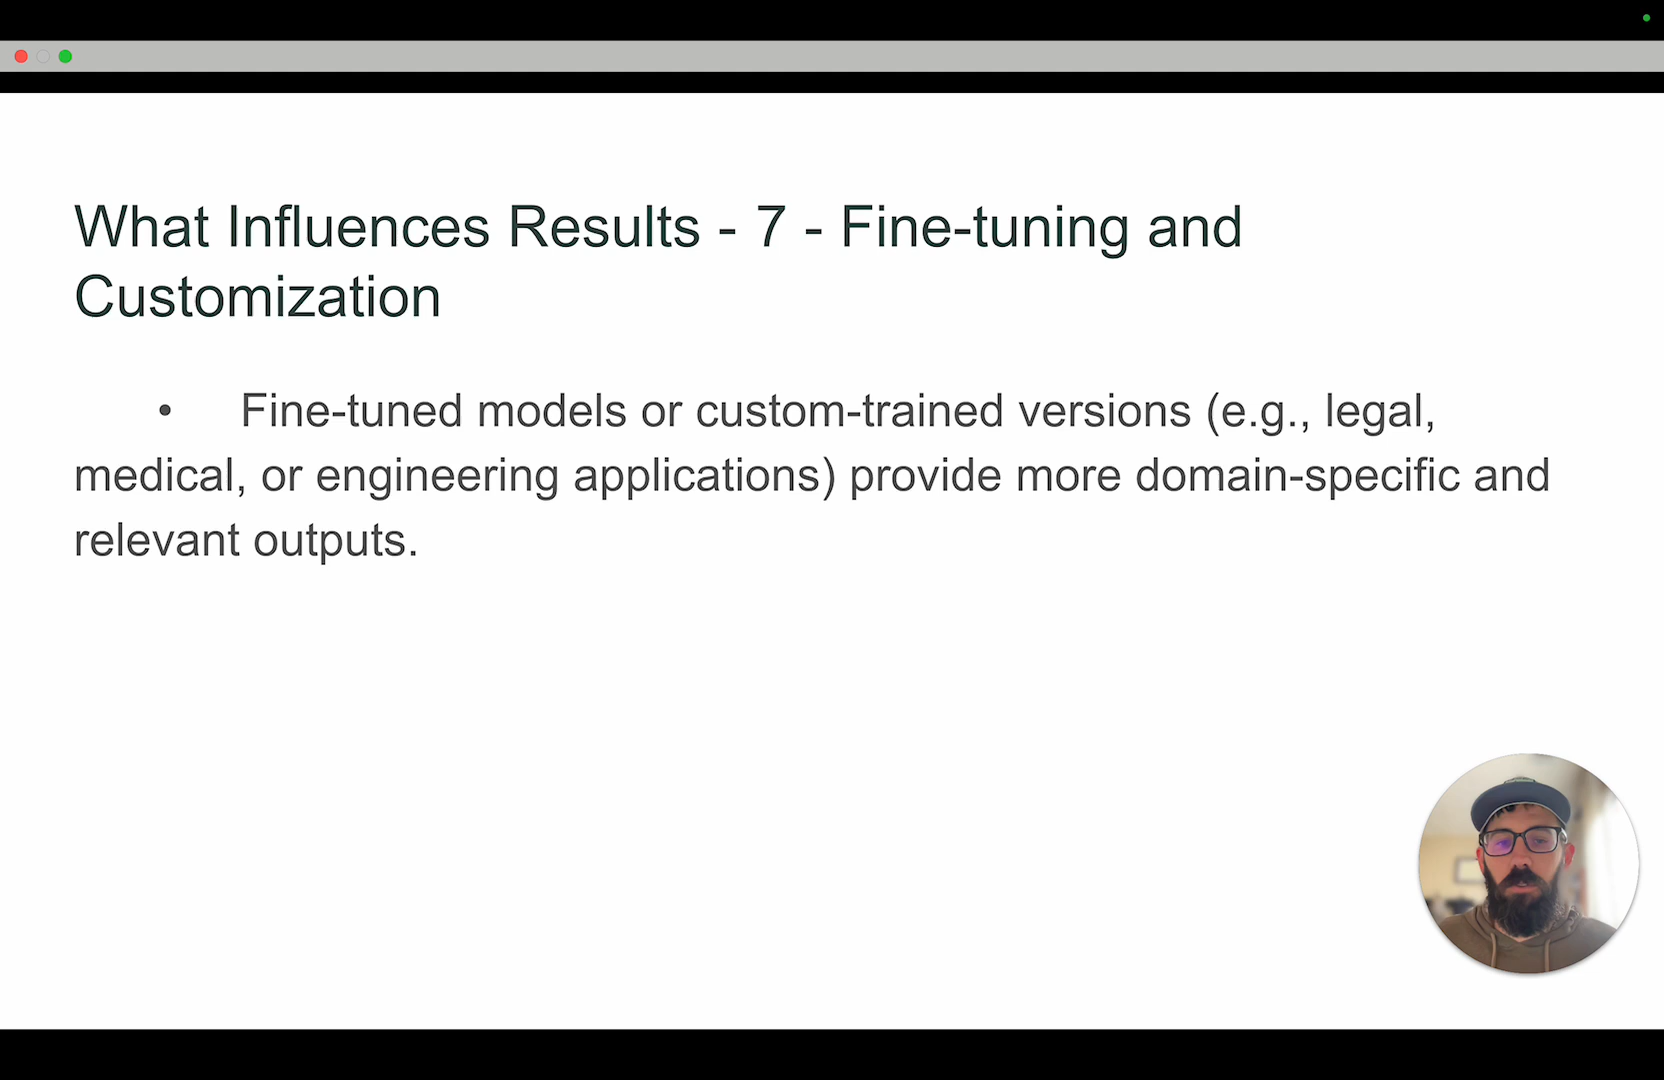 What Influences Results - 7 - Fine-tuning and
Customization
• Fine-tuned models or custom-trained versions (e.g., legal,
medical, or engineering applications) provide more domain-specific and
relevant outputs.